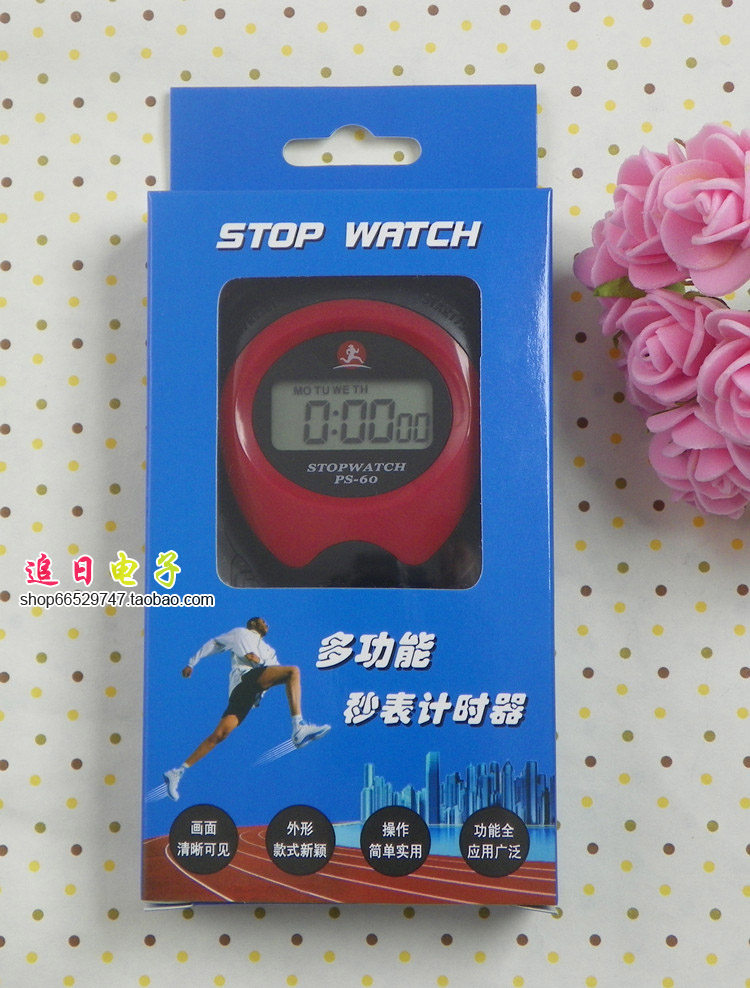 STOP WATCH
MO TU WE TH
0:00 00
STOPWATCH
PS-60
追日电子
shop66529747.taobao.com
多功能
秒表计时器
画面
清晰可见
外形
款式新颖
操作
简单实用
功能全
应用广泛